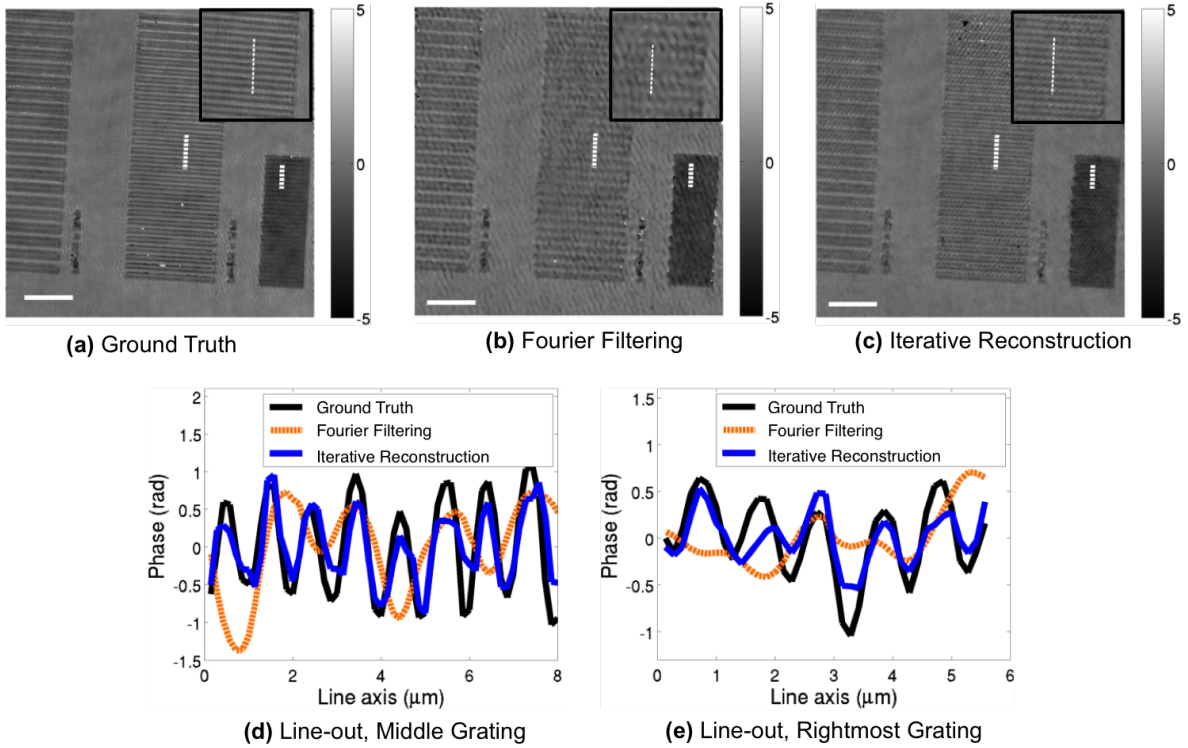 5
0
-5
(a) Ground Truth
5
0
-5
(b) Fourier Filtering
5
0
-5
(c) Iterative Reconstruction
2
1.5
1
0.5
0
-0.5
-1
-1.5
Phase (rad)
Ground Truth
Fourier Filtering
Iterative Reconstruction
0 2 4 6 8
Line axis (μm)
(d) Line-out, Middle Grating
1.5
1
0.5
0
-0.5
-1
Phase (rad)
Ground Truth
Fourier Filtering
Iterative Reconstruction
0 1 2 3 4 5 6
Line axis (μm)
(e) Line-out, Rightmost Grating